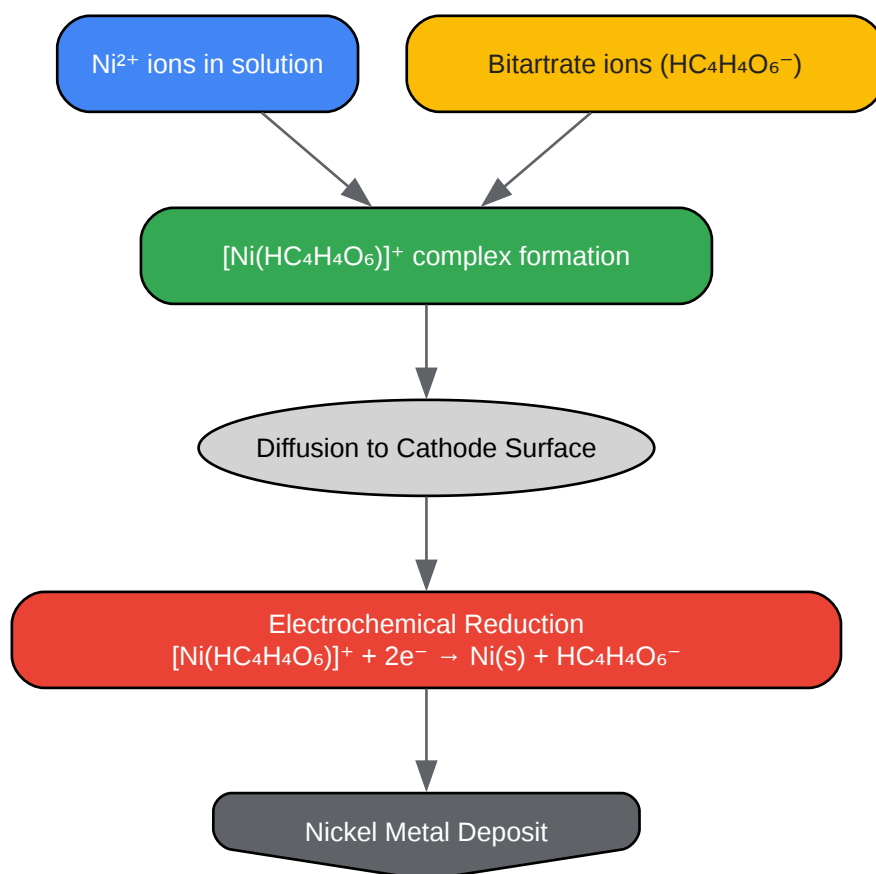 Ni²⁺ ions in solution
Bitartrate ions (HC₄H₄O₆⁻)
[Ni(HC₄H₄O₆)]⁺ complex formation
Diffusion to Cathode Surface
Electrochemical Reduction
[Ni(HC₄H₄O₆)]⁺ + 2e⁻ → Ni(s) + HC₄H₄O₆⁻
Nickel Metal Deposit